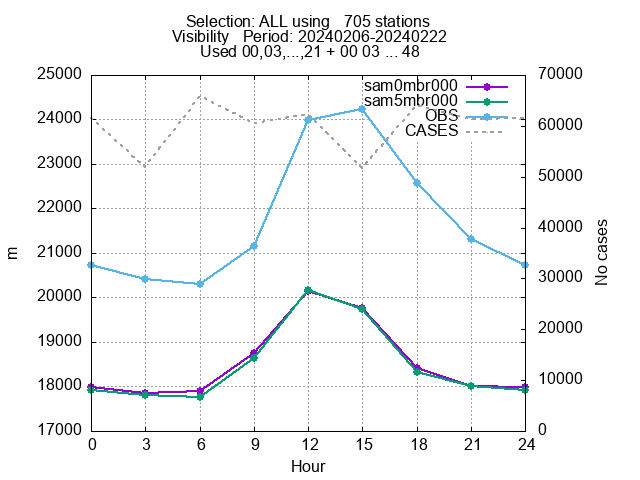 Selection: ALL using   705 stations
Visibility   Period: 20240206-20240222
Used 00,03,...,21 + 00 03 ... 48
25000
24000
23000
22000
21000
20000
19000
18000
17000
m
70000
60000
50000
40000
30000
20000
10000
0
No cases
sam0mbr000
sam5mbr000
OBS
CASES
0 3 6 9 12 15 18 21 24
Hour